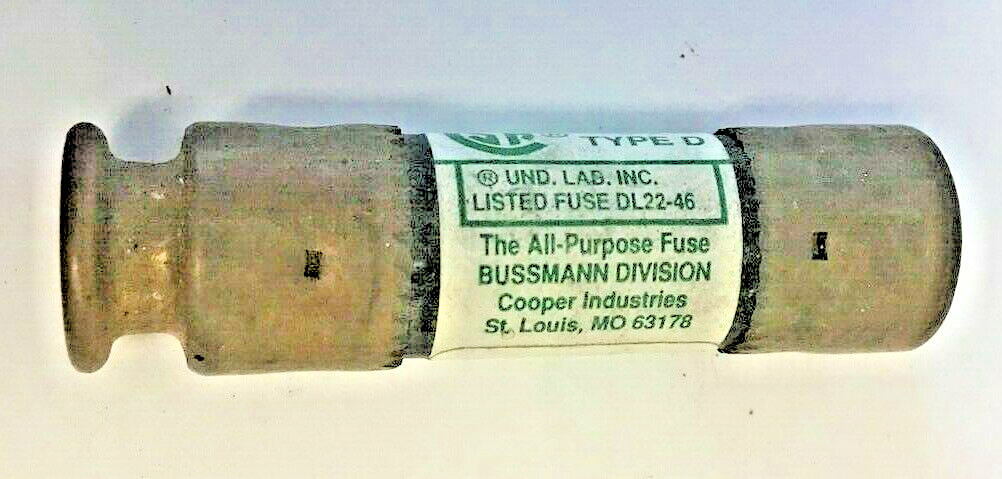 TYPE D
® UND. LAB. INC.
LISTED FUSE DL22-46
The All-Purpose Fuse
BUSSMANN DIVISION
Cooper Industries
St. Louis, MO 63178